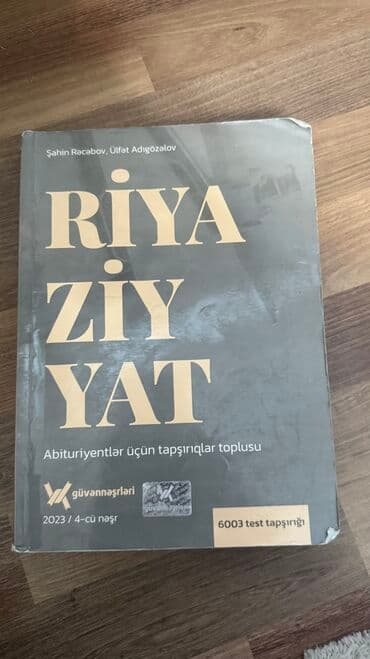 Şahin Rəcəbov, Ülfət Adıgözəlov
RİYA
ZİY
YAT
Abituriyentlər üçün tapşırıqlar toplusu
güvənnəşrləri
2023 / 4-cü nəşr
6003 test tapşırığı